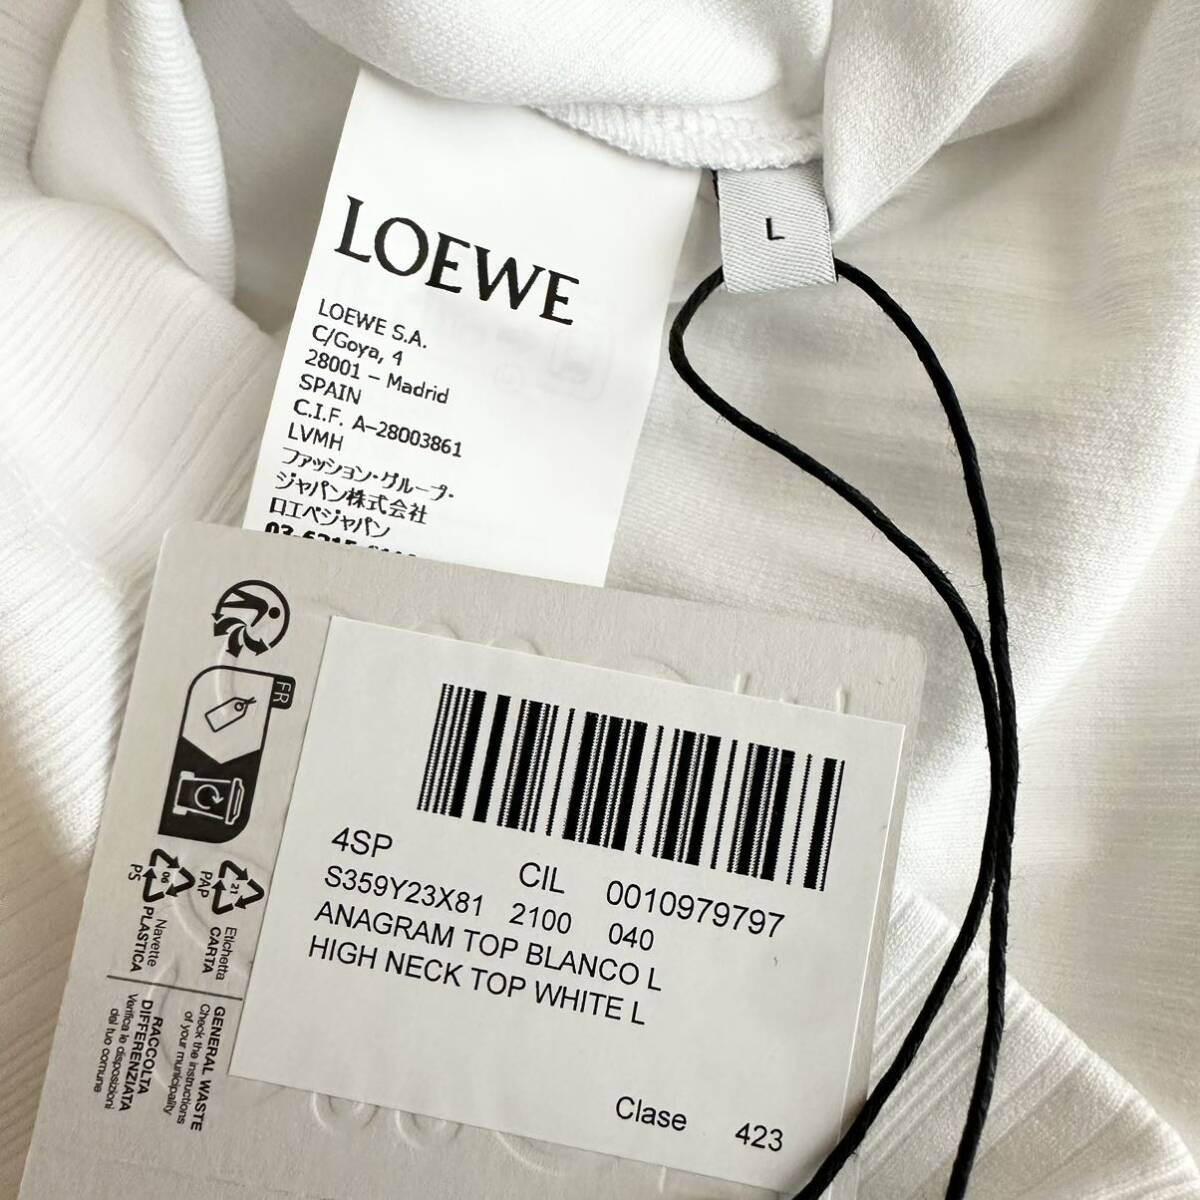 LOEWE
LOEWE S.A.
C/Goya, 4
28001 – Madrid
SPAIN
C.I.F. A-28003861
LVMH
ファッション・グループ・
ジャパン株式会社
ロエベジャパン
L
FR
21
PAP
Etichetta
CARTA
06
PS
Navette
PLASTICA
GENERAL WASTE
Check the instructions
of your municipality
RACCOLTA
DIFFERENZIATA
Verifica le disposizioni
del tuo comune
4SP CIL 0010979797
S359Y23X81 2100 040
ANAGRAM TOP BLANCO L
HIGH NECK TOP WHITE L
Clase 423